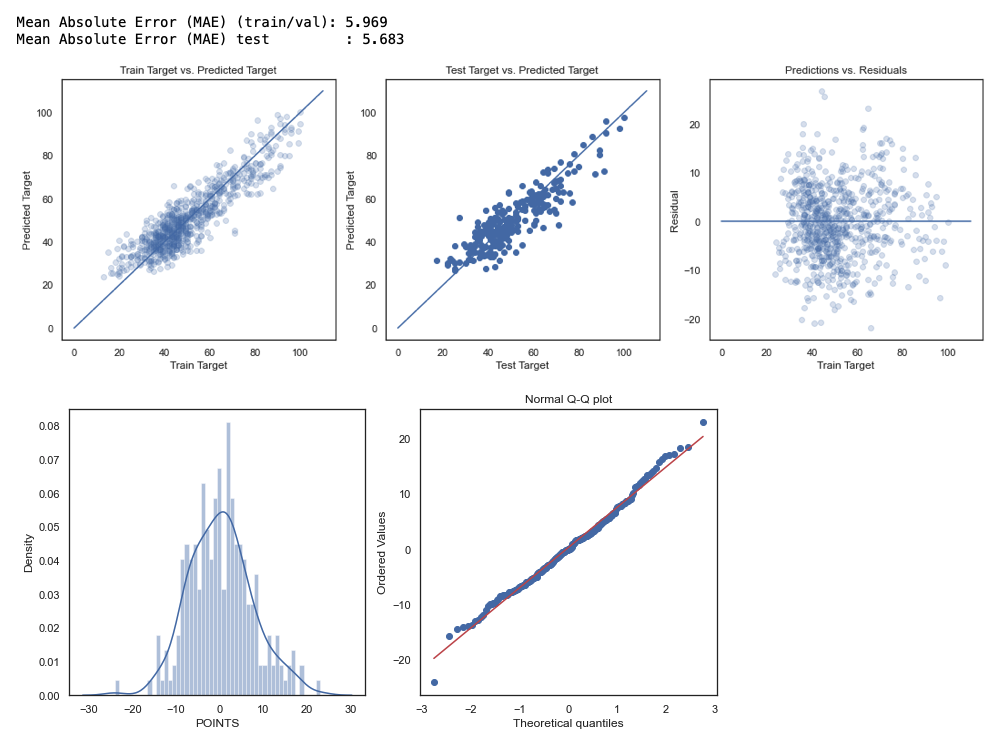 Mean Absolute Error (MAE) (train/val): 5.969
Mean Absolute Error (MAE) test         : 5.683
Train Target vs. Predicted Target
Predicted Target
100
80
60
40
20
0
0 20 40 60 80 100
Train Target
Test Target vs. Predicted Target
Predicted Target
100
80
60
40
20
0
0 20 40 60 80 100
Test Target
Predictions vs. Residuals
Residual
20
10
0
−10
−20
0 20 40 60 80 100
Train Target
Density
0.08
0.07
0.06
0.05
0.04
0.03
0.02
0.01
0.00
−30 −20 −10 0 10 20 30
POINTS
Normal Q-Q plot
Ordered Values
20
10
0
−10
−20
−3 −2 −1 0 1 2 3
Theoretical quantiles